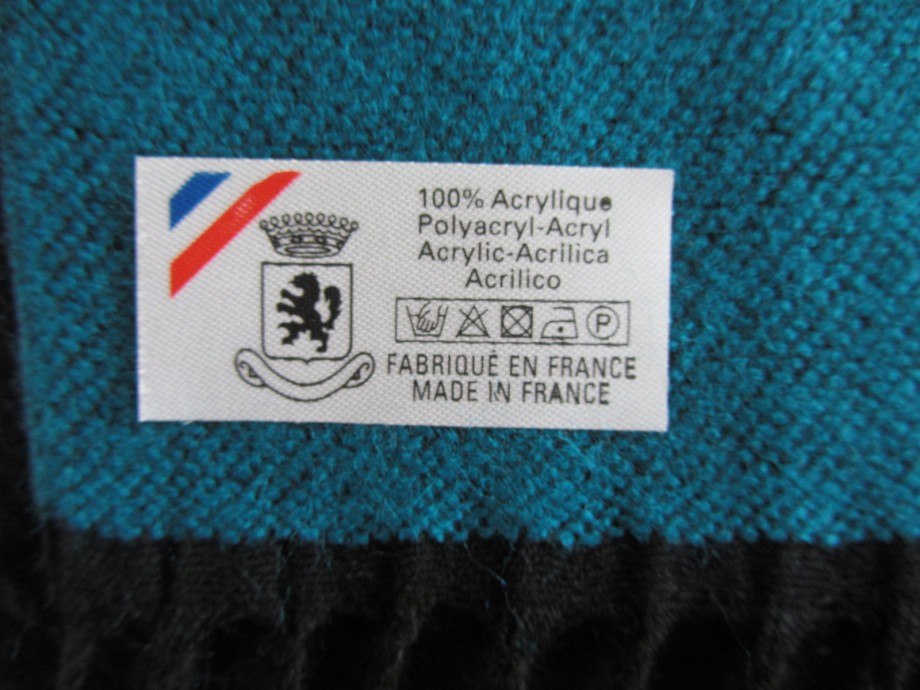 100% Acrylique
Polyacryl-Acryl
Acrylic-Acrilica
Acrilico
P
FABRIQUÉ EN FRANCE
MADE IN FRANCE